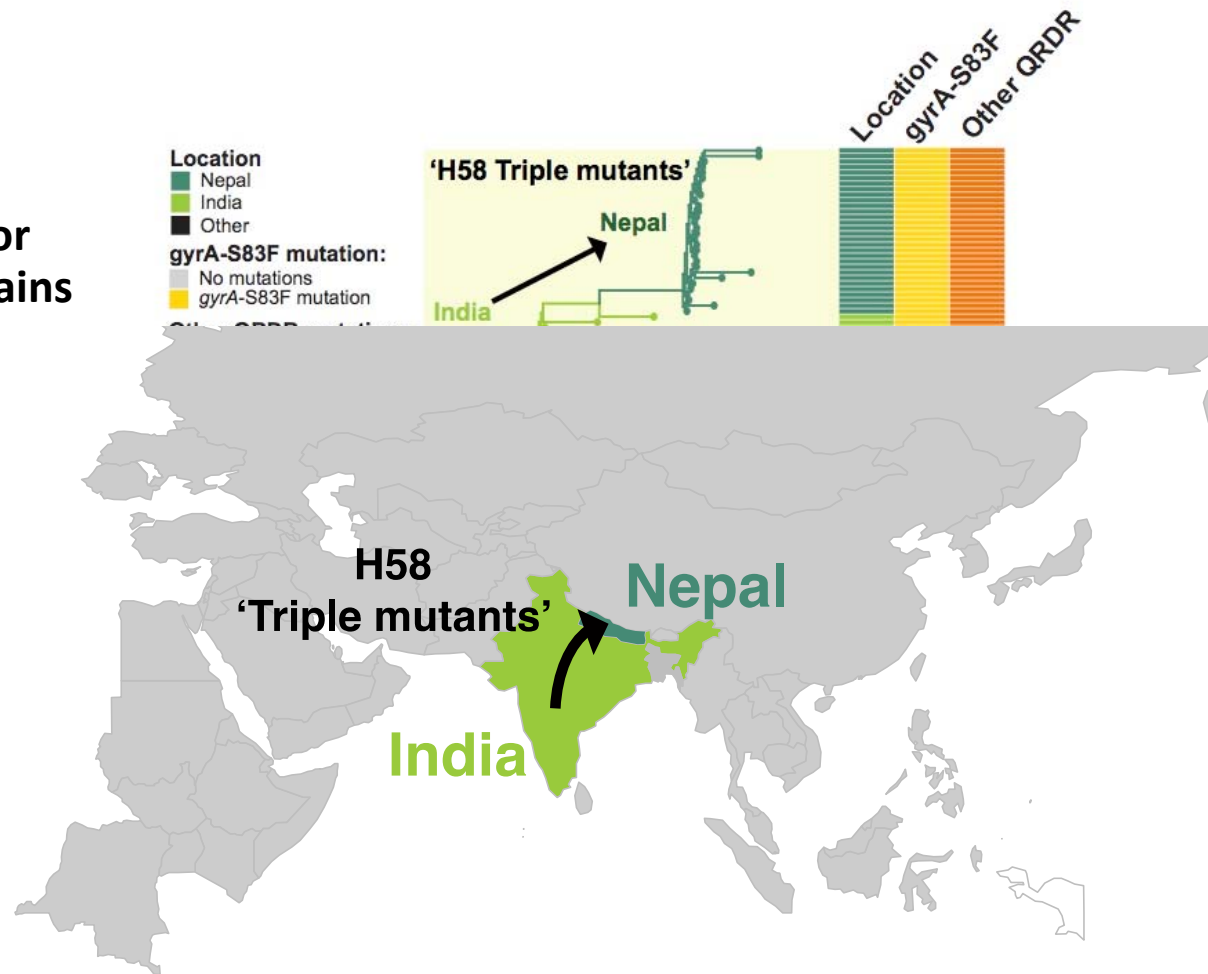 or
ains
Location
Nepal
India
Other
gyrA-S83F mutation:
No mutations
gyrA-S83F mutation
'H58 Triple mutants'
Nepal
India
Location
gyrA-S83F
Other QRDR
H58
'Triple mutants'
Nepal
India